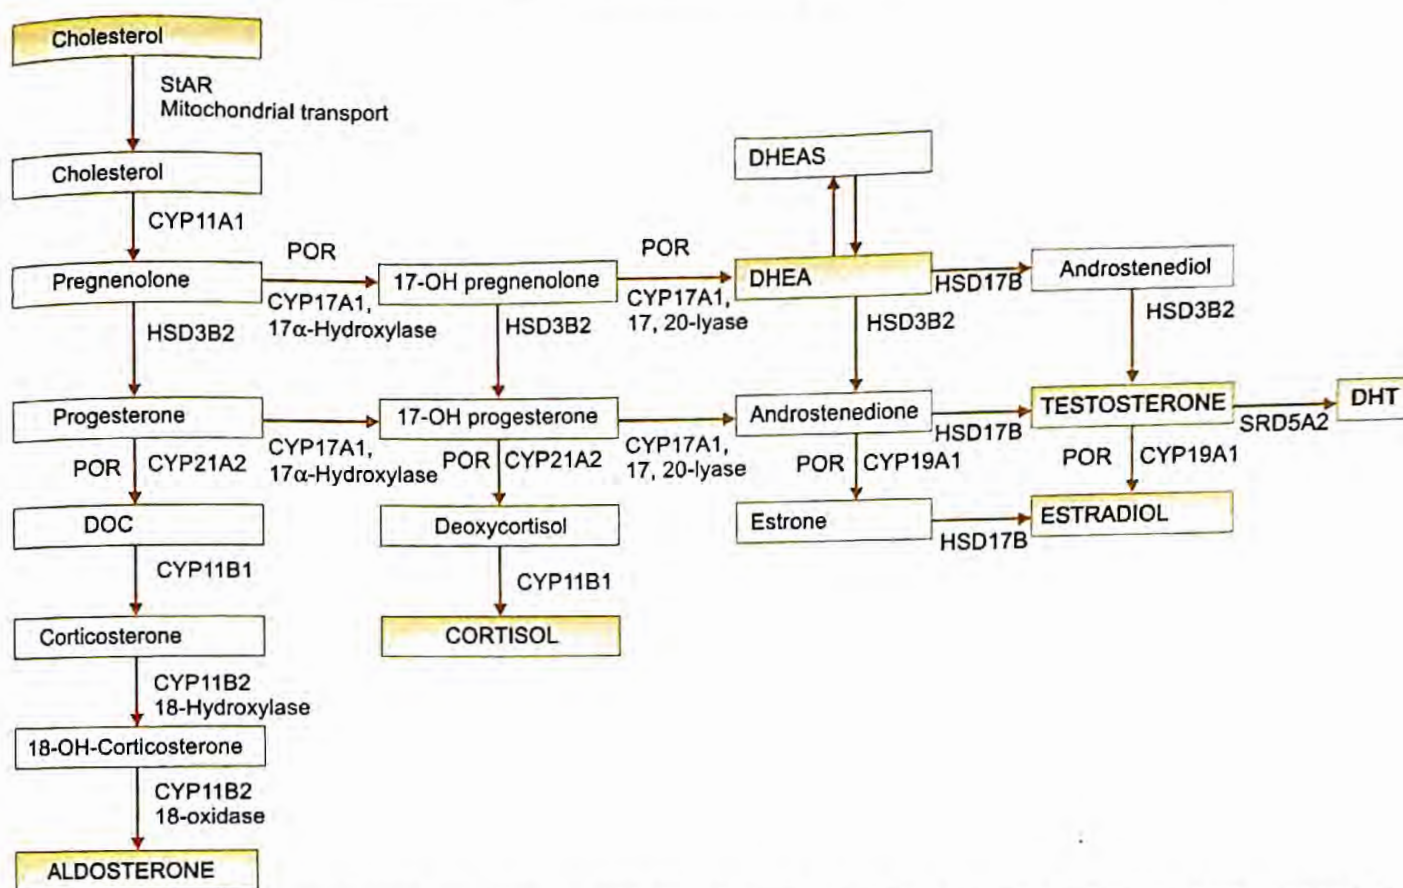 Cholesterol
StAR
Mitochondrial transport
Cholesterol
DHEAS
CYP11A1
POR
POR
Pregnenolone
17-OH pregnenolone
DHEA
HSD17B
Androstenediol
CYP17A1,
17α-Hydroxylase
CYP17A1,
17, 20-lyase
HSD3B2
HSD3B2
HSD3B2
HSD3B2
Progesterone
17-OH progesterone
Androstenedione
HSD17B
TESTOSTERONE
SRD5A2
DHT
POR
CYP21A2
CYP17A1,
17α-Hydroxylase
POR
CYP21A2
CYP17A1,
17, 20-lyase
POR
CYP19A1
POR
CYP19A1
DOC
Deoxycortisol
Estrone
HSD17B
ESTRADIOL
CYP11B1
CYP11B1
Corticosterone
CORTISOL
CYP11B2
18-Hydroxylase
18-OH-Corticosterone
CYP11B2
18-oxidase
ALDOSTERONE